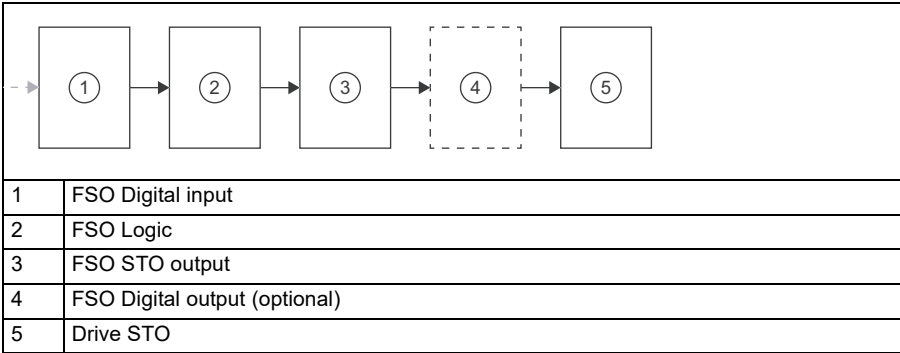 1 2 3 4 5
1 FSO Digital input
2 FSO Logic
3 FSO STO output
4 FSO Digital output (optional)
5 Drive STO